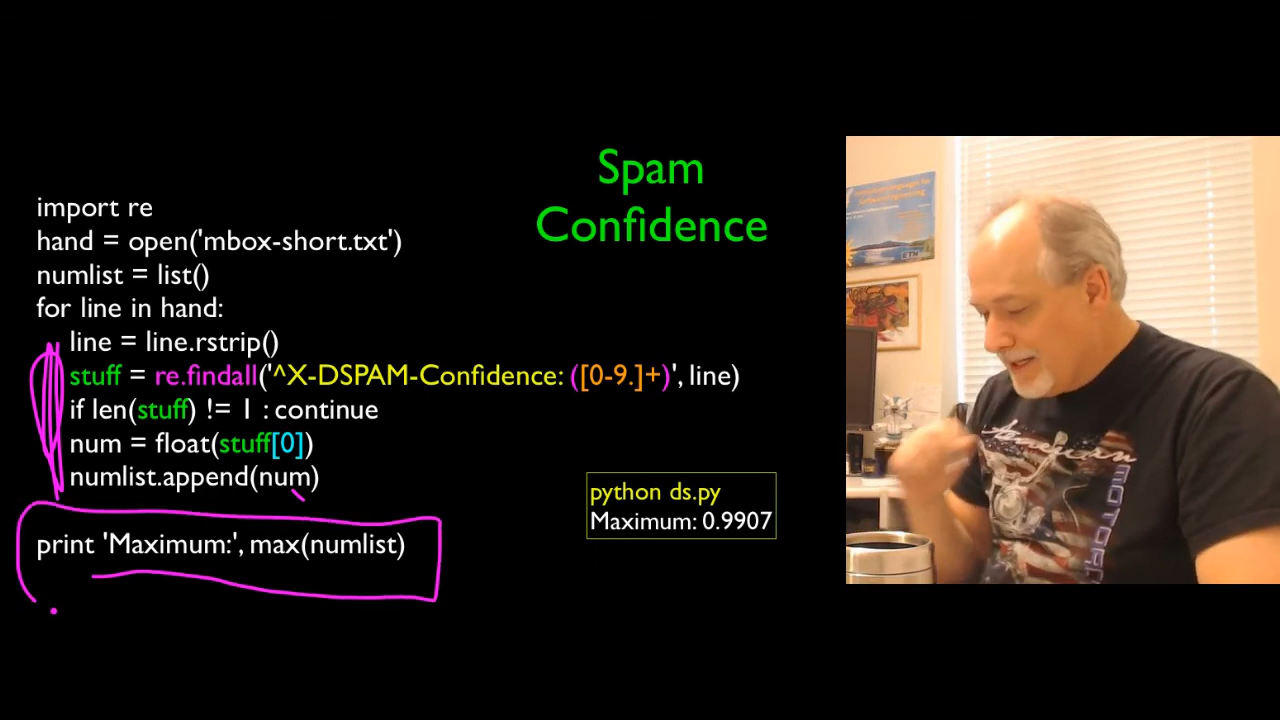 Spam
Confidence
import re
hand = open('mbox-short.txt')
numlist = list()
for line in hand:
line = line.rstrip()
stuff = re.findall('^X-DSPAM-Confidence: ([0-9.]+)', line)
if len(stuff) != 1 : continue
num = float(stuff[0])
numlist.append(num)
print 'Maximum:', max(numlist)
python ds.py
Maximum: 0.9907